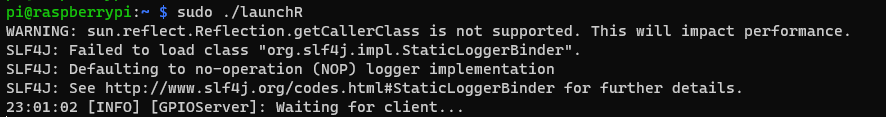 pi@raspberrypi:~ $ sudo ./launchR
WARNING: sun.reflect.Reflection.getCallerClass is not supported. This will impact performance.
SLF4J: Failed to load class "org.slf4j.impl.StaticLoggerBinder".
SLF4J: Defaulting to no-operation (NOP) logger implementation
SLF4J: See http://www.slf4j.org/codes.html#StaticLoggerBinder for further details.
23:01:02 [INFO] [GPIOServer]: Waiting for client...